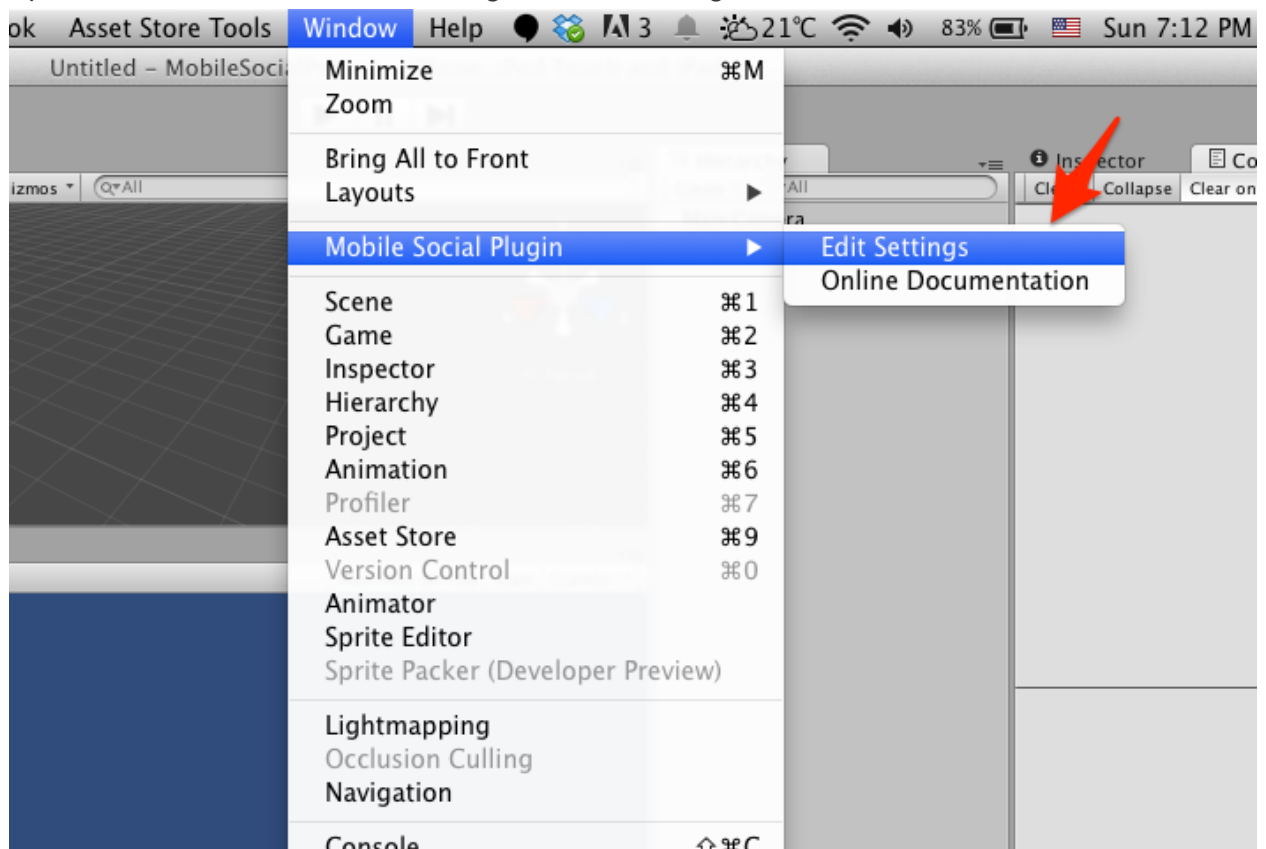 ok Asset Store Tools Window Help 3 21°C 83% Sun 7:12 PM
Untitled – MobileSocia
Minimize ⌘M
Zoom
Bring All to Front
Layouts ▶
Mobile Social Plugin ▶
Edit Settings
Online Documentation
Scene ⌘1
Game ⌘2
Inspector ⌘3
Hierarchy ⌘4
Project ⌘5
Animation ⌘6
Profiler ⌘7
Asset Store ⌘9
Version Control ⌘0
Animator
Sprite Editor
Sprite Packer (Developer Preview)
Lightmapping
Occlusion Culling
Navigation
Console ⇧⌘C
izmos All
All
ra
Inspector Co
Collapse Clear on